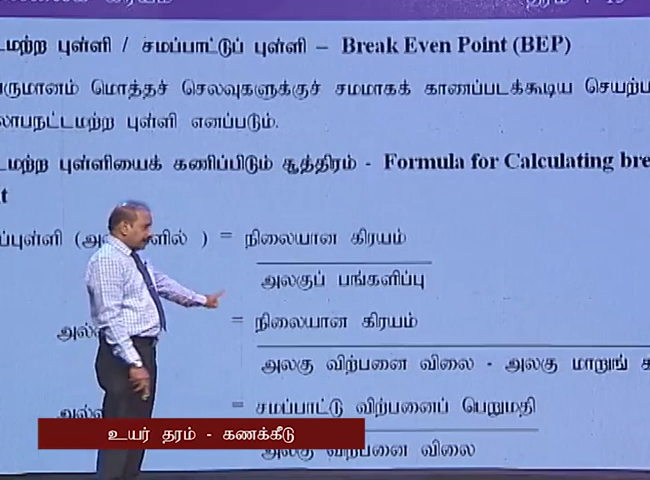 டமற்ற புள்ளி / சமப்பாட்டுப் புள்ளி – Break Even Point (BEP)
ருமானம் மொத்தச் செலவுகளுக்குச் சமமாகக் காணப்படக்கூடிய செயற்ப
லாபநட்டமற்ற புள்ளி எனப்படும்.
டமற்ற புள்ளியைக் கணிப்பிடும் சூத்திரம் - Formula for Calculating bre
t
ப்புள்ளி ( ளில் ) = நிலையான கிரயம்
அலகுப் பங்களிப்பு
= நிலையான கிரயம்
அலகு விற்பனை விலை - அலகு மாறுங்
= சமப்பாட்டு விற்பனைப் பெறுமதி
அலகு விற்பனை விலை
உயர் தரம் - கணக்கீடு